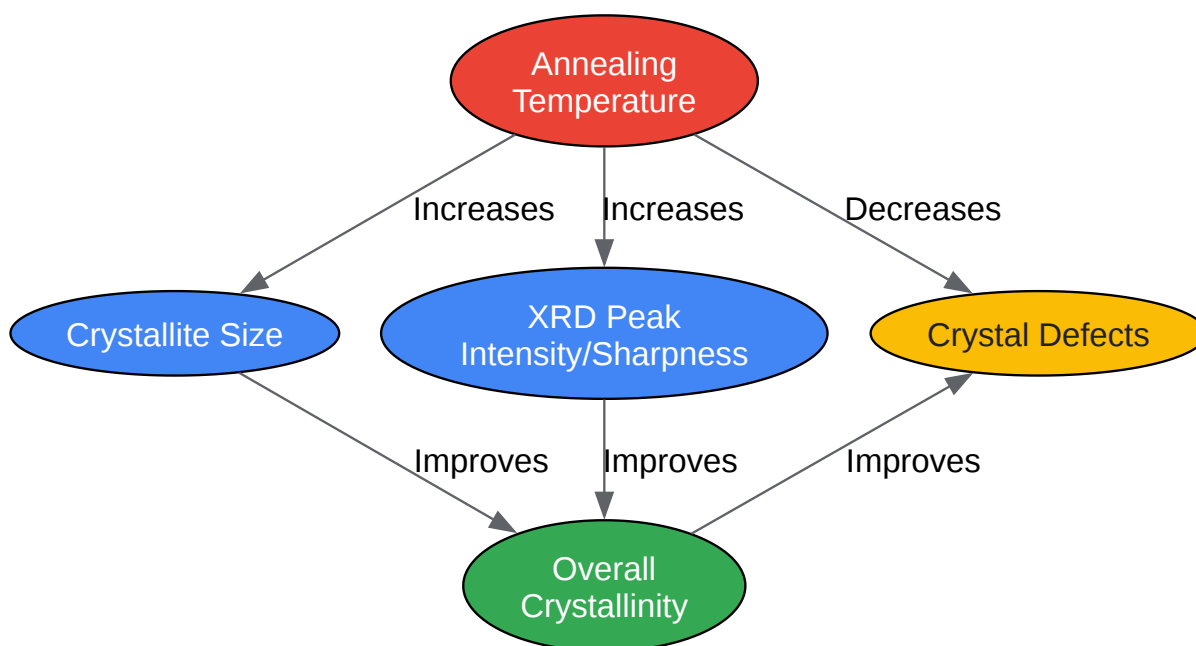 Annealing
Temperature
Increases
Increases
Decreases
Crystallite Size
XRD Peak
Intensity/Sharpness
Crystal Defects
Improves
Improves
Improves
Overall
Crystallinity